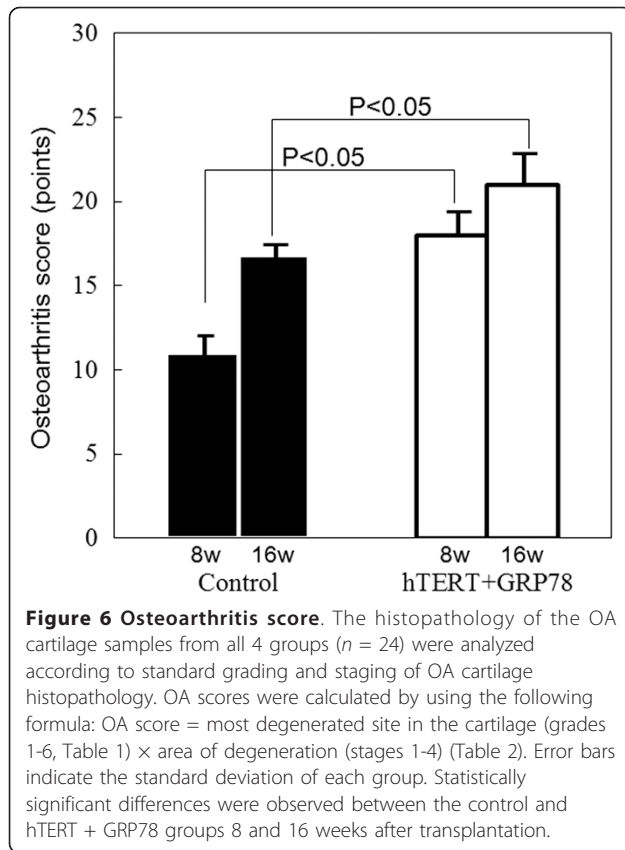 30
25
20
15
10
5
0
Osteoarthritis score (points)
P<0.05
P<0.05
8w 16w 8w 16w
Control hTERT+GRP78
Figure 6 Osteoarthritis score. The histopathology of the OA
cartilage samples from all 4 groups (n = 24) were analyzed
according to standard grading and staging of OA cartilage
histopathology. OA scores were calculated by using the following
formula: OA score = most degenerated site in the cartilage (grades
1-6, Table 1) × area of degeneration (stages 1-4) (Table 2). Error bars
indicate the standard deviation of each group. Statistically
significant differences were observed between the control and
hTERT + GRP78 groups 8 and 16 weeks after transplantation.